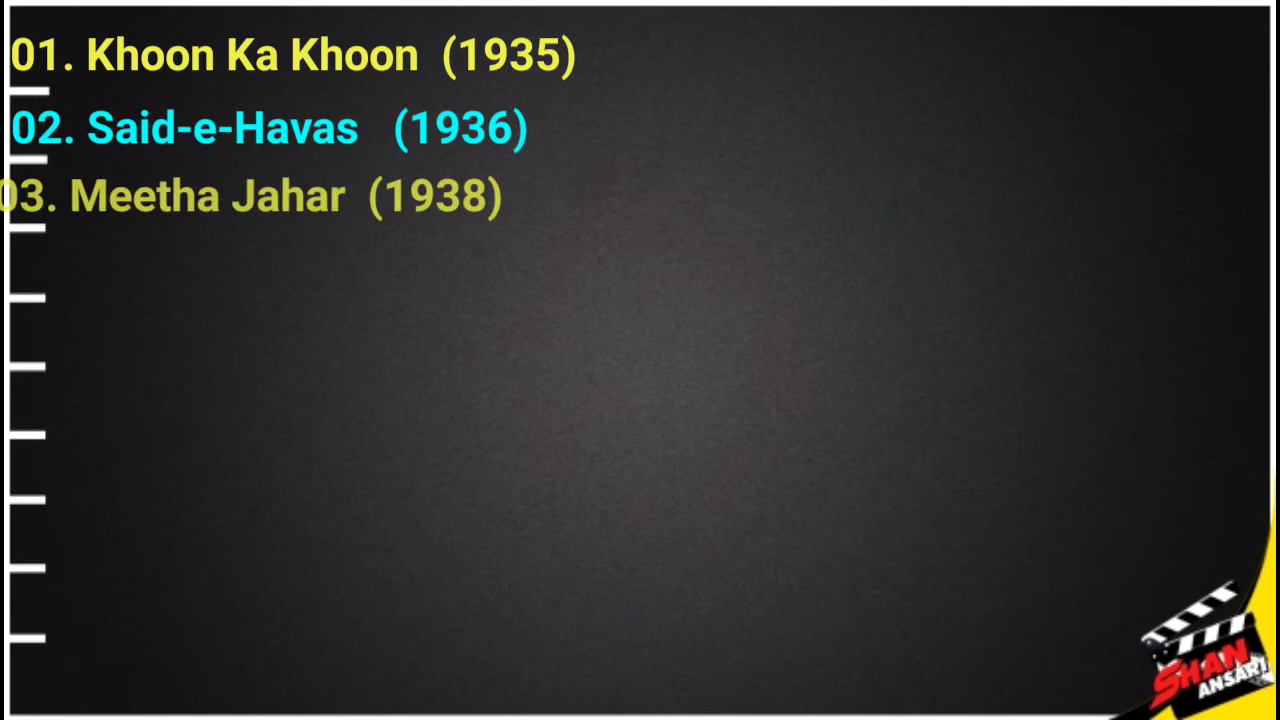 01. Khoon Ka Khoon (1935)
02. Said-e-Havas (1936)
03. Meetha Jahar (1938)
SHAN
ANSARI